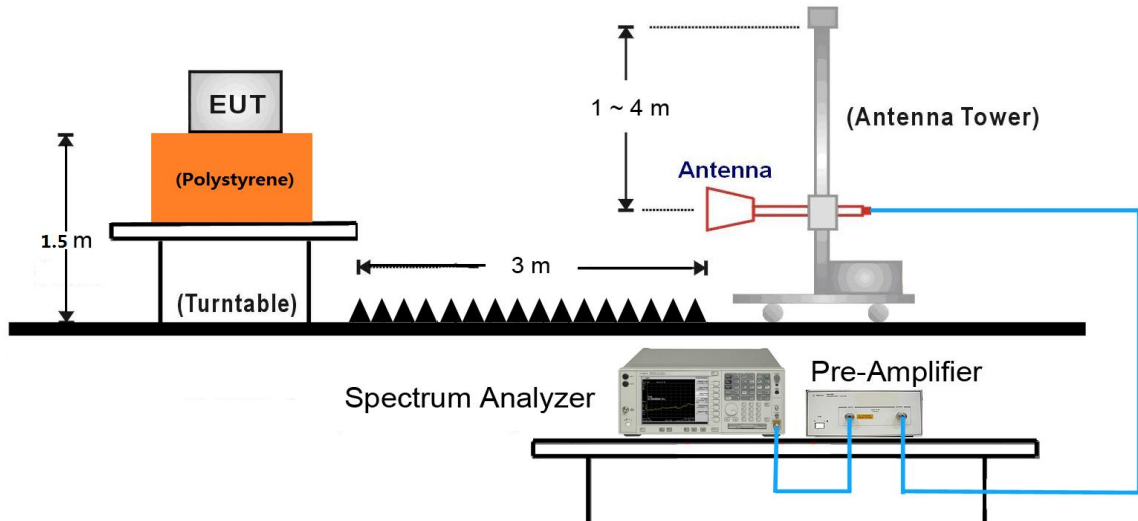 EUT
(Polystyrene)
1.5 m
(Turntable)
3 m
1 ~ 4 m
Antenna
(Antenna Tower)
Spectrum Analyzer
Pre-Amplifier